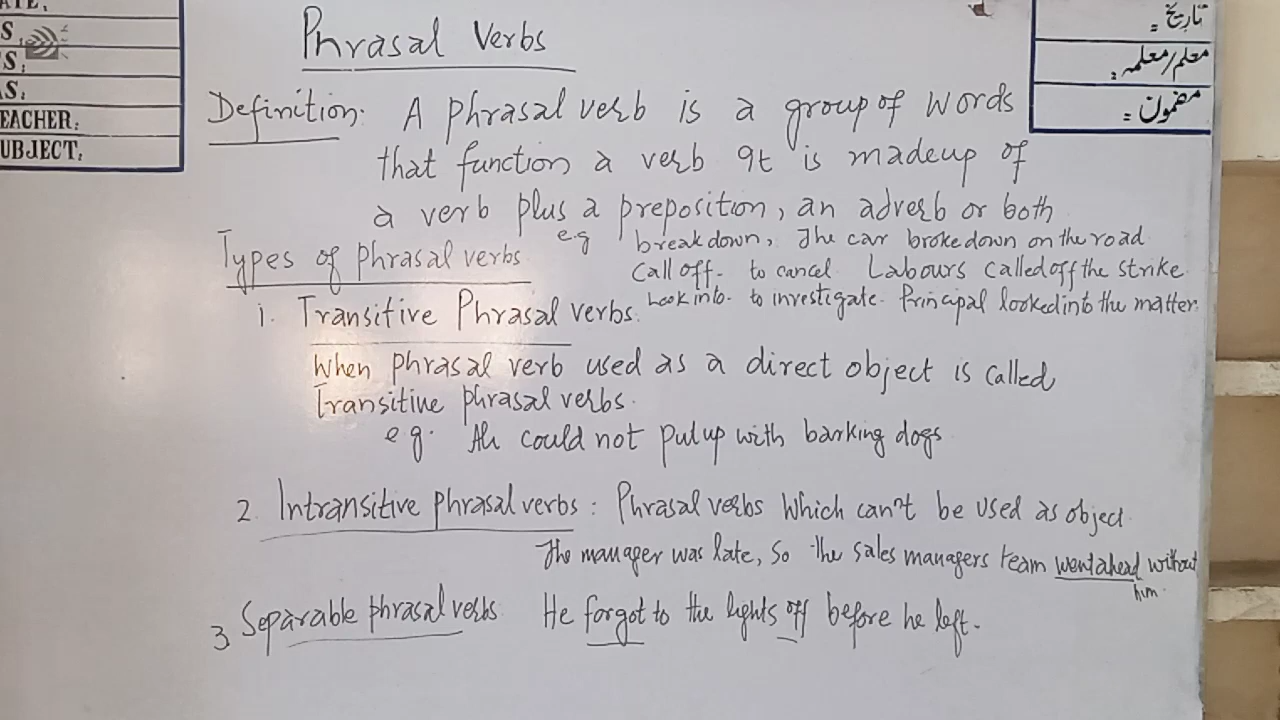 ATE,
S,
S,
S.
EACHER:
UBJECT:
تاریخ =
معلم/معلمہ =
مضمون =
Phrasal Verbs
Definition: A phrasal verb is a group of words
that function a verb It is madeup of
a verb plus a preposition, an adverb or both
e.g breakdown, The car brokedown on the road
Types of phrasal verbs
Call off - to cancel Labours calledoff the strike
Look into - to investigate. Principal lookedinto the matter.
1. Transitive Phrasal verbs.
When phrasal verb used as a direct object is called
Transitive phrasal verbs.
eg. Ali could not putup with barking dogs
2. Intransitive phrasal verbs : Phrasal verbs which can't be used as object.
The manager was late, So the sales managers team wentahead without
him.
3 Separable phrasal verbs He forgot to the lights off before he left.